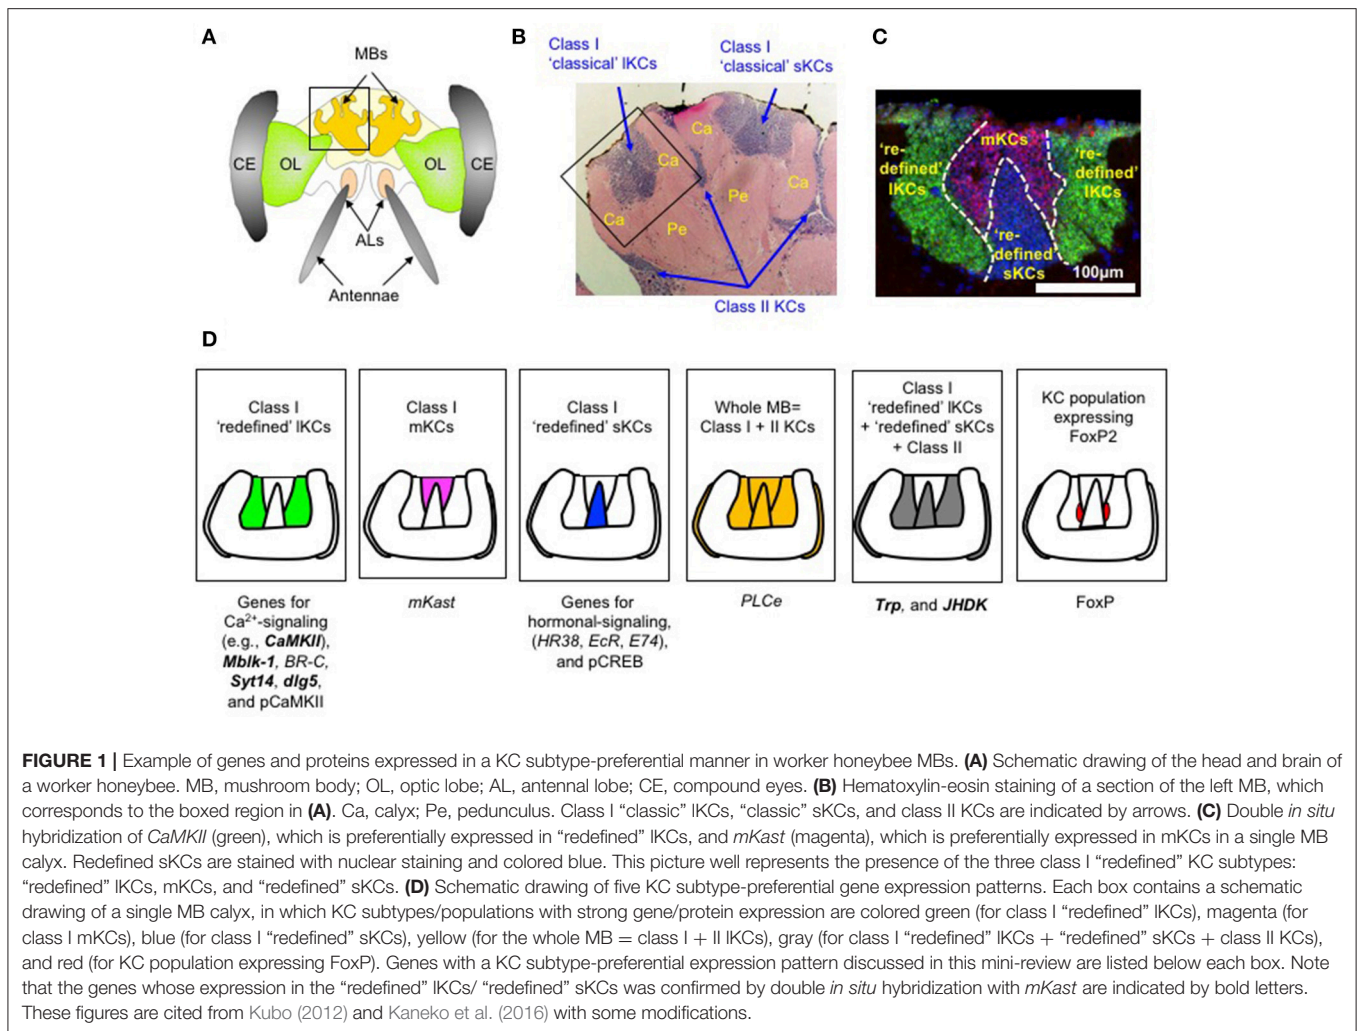 A
MBs
CE
OL
OL
CE
ALs
Antennae
B
Class I
'classical' lKCs
Class I
'classical' sKCs
Ca
Ca
Ca
Pe
Ca
Pe
Class II KCs
C
mKCs
're-
defined'
lKCs
're-
defined'
lKCs
're-
defined'
sKCs
100µm
D
Class I
'redefined' lKCs
Class I
mKCs
Class I
'redefined' sKCs
Whole MB=
Class I + II KCs
Class I
'redefined' lKCs
+ 'redefined' sKCs
+ Class II
KC population
expressing
FoxP2
Genes for
Ca²⁺-signaling
(e.g., CaMKII),
Mblk-1, BR-C,
Syt14, dlg5,
and pCaMKII
mKast
Genes for
hormonal-signaling,
(HR38, EcR, E74),
and pCREB
PLCe
Trp, and JHDK
FoxP
FIGURE 1 | Example of genes and proteins expressed in a KC subtype-preferential manner in worker honeybee MBs. (A) Schematic drawing of the head and brain of
a worker honeybee. MB, mushroom body; OL, optic lobe; AL, antennal lobe; CE, compound eyes. (B) Hematoxylin-eosin staining of a section of the left MB, which
corresponds to the boxed region in (A). Ca, calyx; Pe, pedunculus. Class I "classic" lKCs, "classic" sKCs, and class II KCs are indicated by arrows. (C) Double in situ
hybridization of CaMKII (green), which is preferentially expressed in "redefined" lKCs, and mKast (magenta), which is preferentially expressed in mKCs in a single MB
calyx. Redefined sKCs are stained with nuclear staining and colored blue. This picture well represents the presence of the three class I "redefined" KC subtypes:
"redefined" lKCs, mKCs, and "redefined" sKCs. (D) Schematic drawing of five KC subtype-preferential gene expression patterns. Each box contains a schematic
drawing of a single MB calyx, in which KC subtypes/populations with strong gene/protein expression are colored green (for class I "redefined" lKCs), magenta (for
class I mKCs), blue (for class I "redefined" sKCs), yellow (for the whole MB = class I + II lKCs), gray (for class I "redefined" lKCs + "redefined" sKCs + class II KCs),
and red (for KC population expressing FoxP). Genes with a KC subtype-preferential expression pattern discussed in this mini-review are listed below each box. Note
that the genes whose expression in the "redefined" lKCs/ "redefined" sKCs was confirmed by double in situ hybridization with mKast are indicated by bold letters.
These figures are cited from Kubo (2012) and Kaneko et al. (2016) with some modifications.